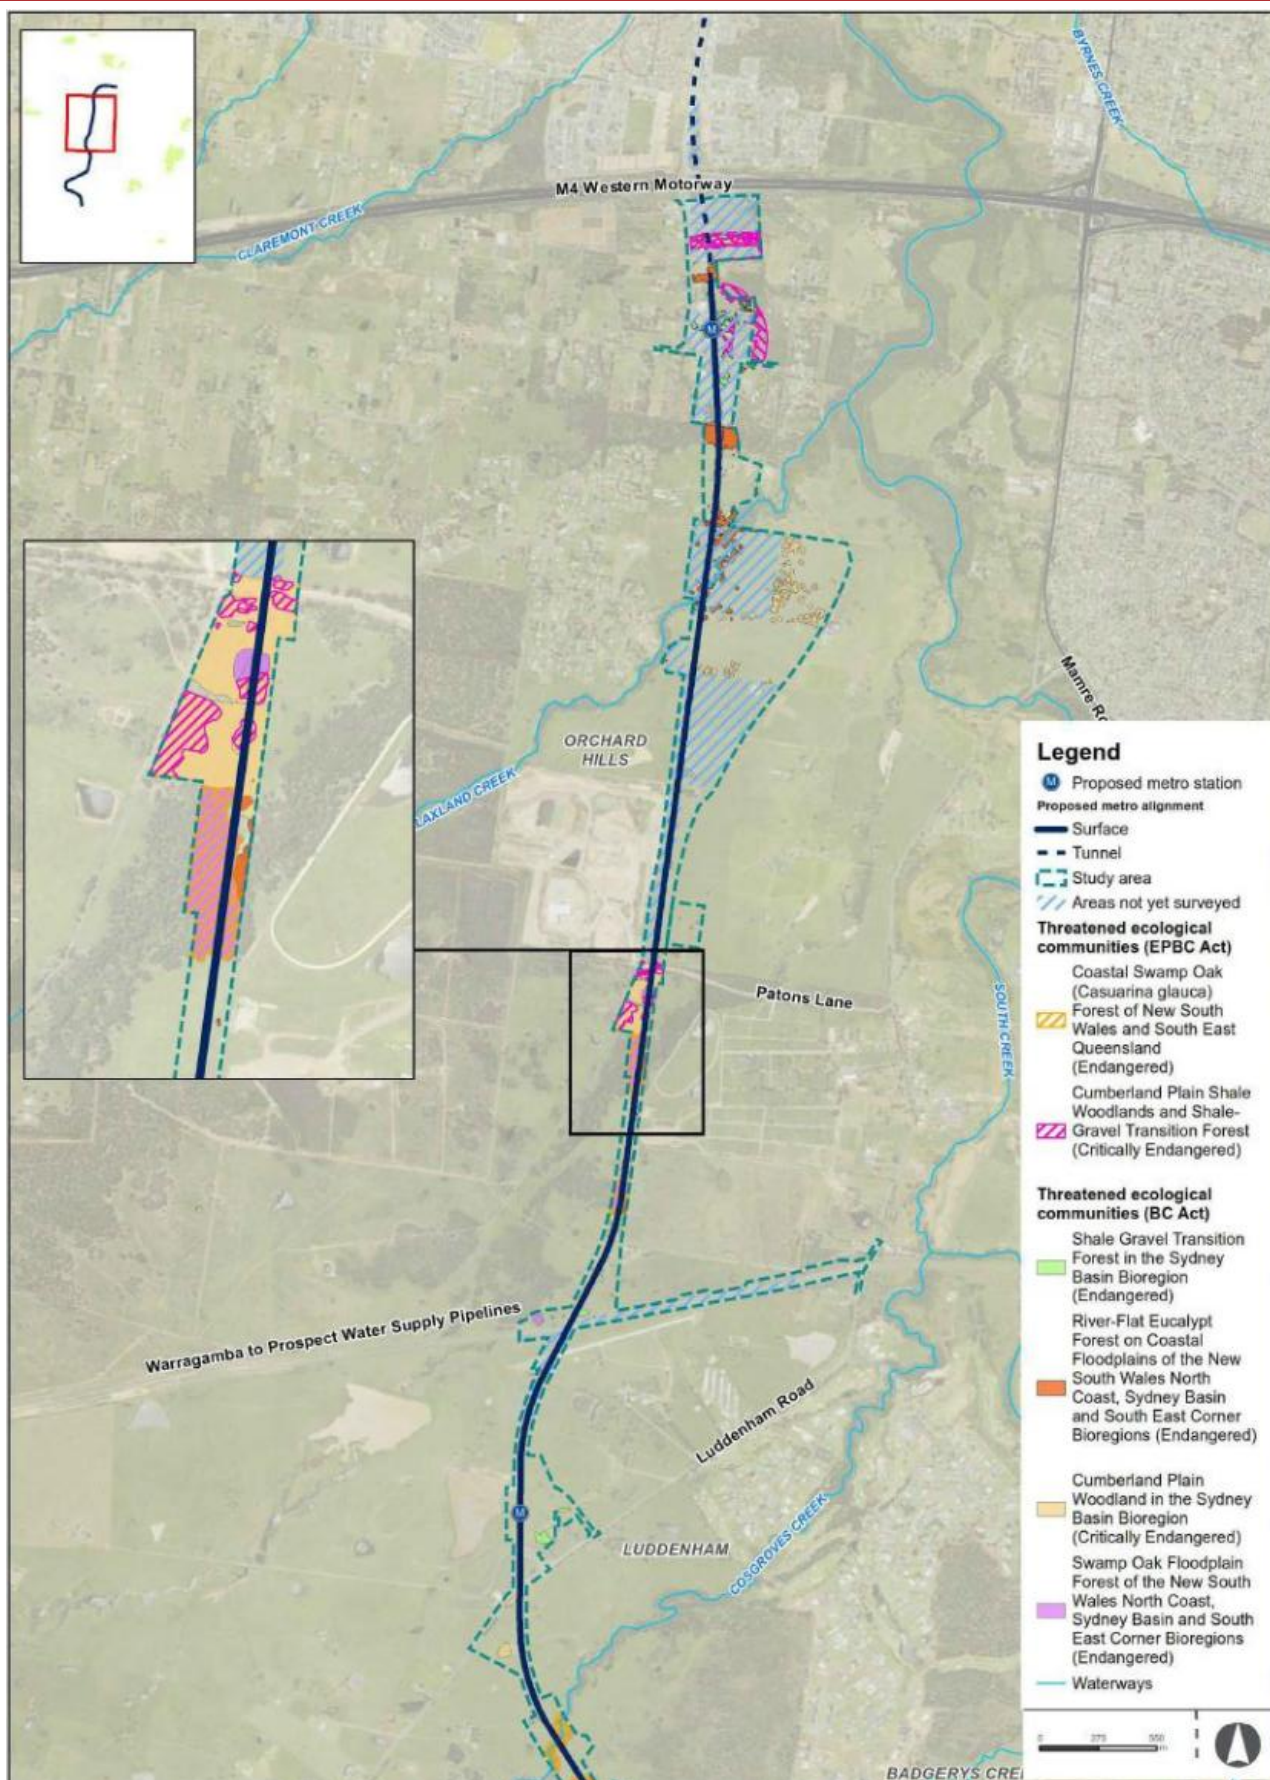 BYRNES CREEK
M4 Western Motorway
CLAREMONT CREEK
M
Mamre
ORCHARD
HILLS
LAXLAND CREEK
Patons Lane
SOUTH CREEK
Warragamba to Prospect Water Supply Pipelines
Luddenham Road
M
LUDDENHAM
COSGROVES CREEK
BADGERYS CREE
Legend
M Proposed metro station
Proposed metro alignment
Surface
Tunnel
Study area
Areas not yet surveyed
Threatened ecological
communities (EPBC Act)
Coastal Swamp Oak
(Casuarina glauca)
Forest of New South
Wales and South East
Queensland
(Endangered)
Cumberland Plain Shale
Woodlands and Shale-
Gravel Transition Forest
(Critically Endangered)
Threatened ecological
communities (BC Act)
Shale Gravel Transition
Forest in the Sydney
Basin Bioregion
(Endangered)
River-Flat Eucalypt
Forest on Coastal
Floodplains of the New
South Wales North
Coast, Sydney Basin
and South East Corner
Bioregions (Endangered)
Cumberland Plain
Woodland in the Sydney
Basin Bioregion
(Critically Endangered)
Swamp Oak Floodplain
Forest of the New South
Wales North Coast,
Sydney Basin and South
East Corner Bioregions
(Endangered)
Waterways
0 275 550
m